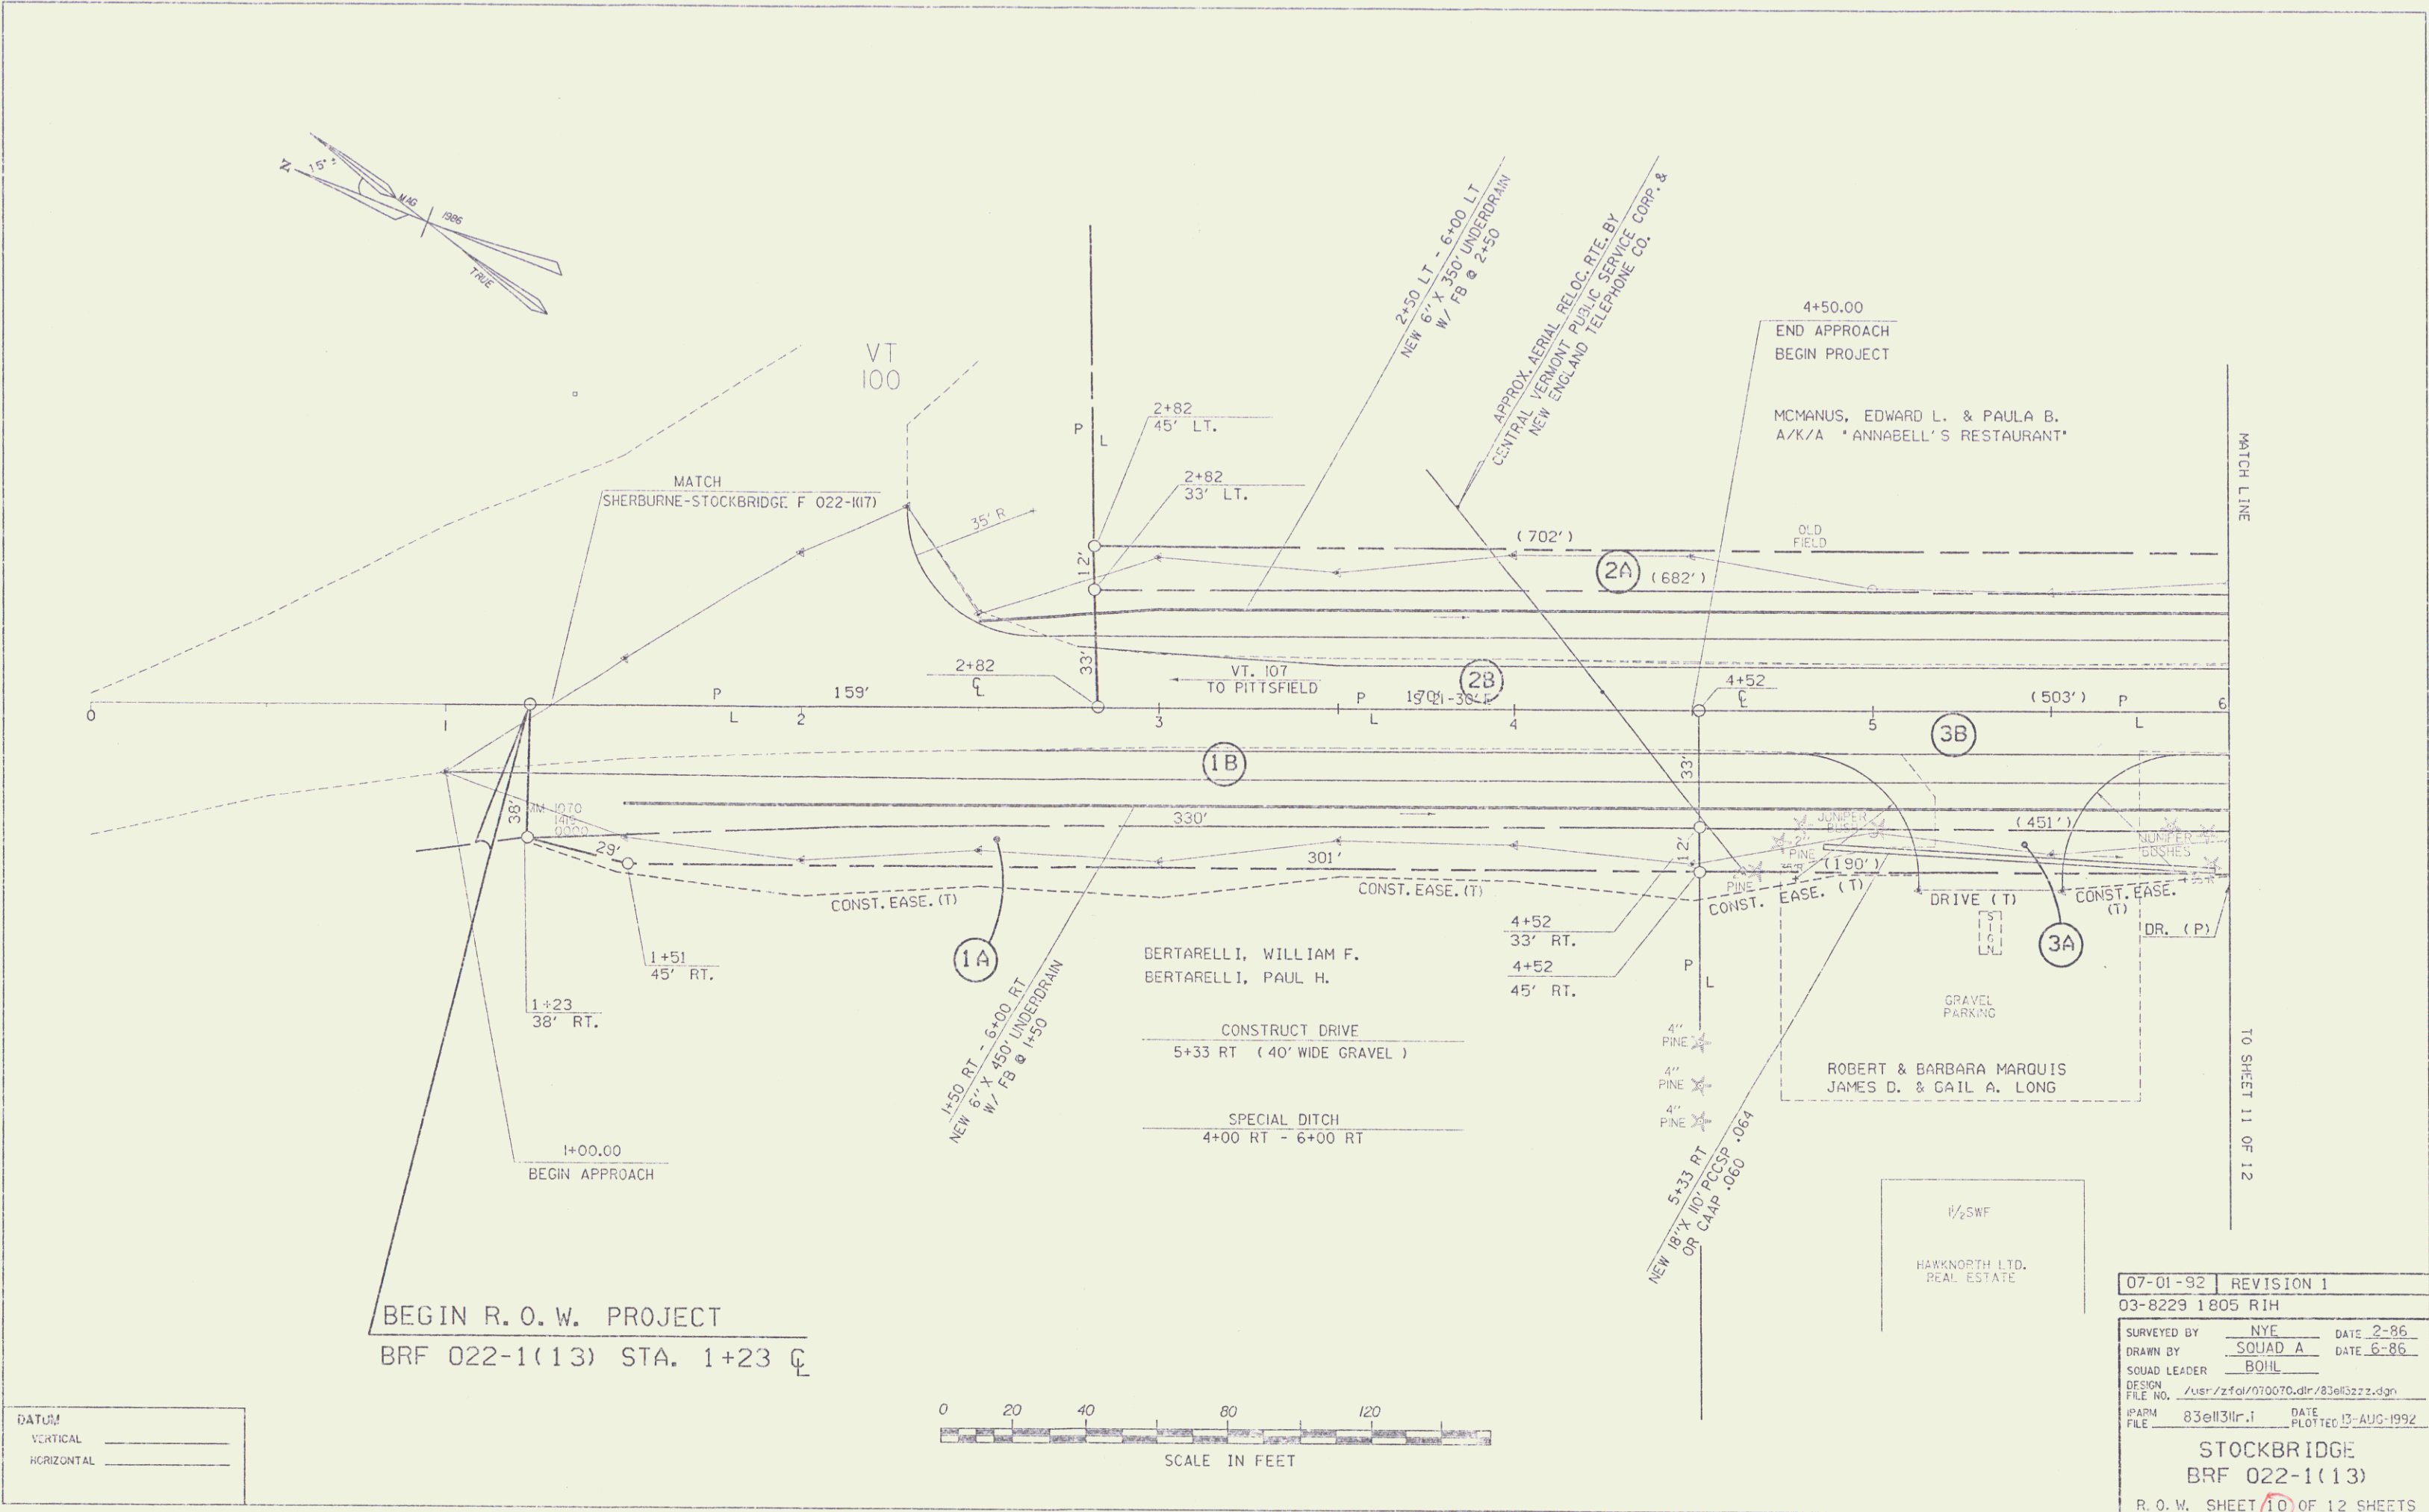 N
15° ±
MAG
1986
TRUE
VT
100
2+50 LT - 6+00 LT
NEW 6'' X 350' UNDERDRAIN
W/ FB @ 2+50
APPROX. AERIAL RELOC. RTE. BY
CENTRAL VERMONT PUBLIC SERVICE CORP. &
NEW ENGLAND TELEPHONE CO.
4+50.00
END APPROACH
BEGIN PROJECT
MCMANUS, EDWARD L. & PAULA B.
A/K/A "ANNABELL'S RESTAURANT"
MATCH LINE
2+82
45' LT.
P
L
2+82
33' LT.
MATCH
SHERBURNE-STOCKBRIDGE F 022-1(17)
35' R
12'
(702')
OLD
FIELD
2A
(682')
33'
2+82
C L
VT. 107
TO PITTSFIELD
2B
4+52
C L
P
L
159'
P
L
170'
(503')
P
L
0
1
2
3
4
5
6
1B
3B
38'
MM 1070
0000
29'
330'
301'
33'
12'
JUNIPER
BUSH
2''
PINE
(451')
JUNIPER
BUSHES
(190')
PINE
CONST. EASE. (T)
CONST. EASE. (T)
CONST. EASE. (T)
DRIVE (T)
CONST. EASE.
(T)
DR. (P)
SIGN
1A
3A
1+51
45' RT.
1+23
38' RT.
4+52
33' RT.
4+52
45' RT.
P
L
BERTARELLI, WILLIAM F.
BERTARELLI, PAUL H.
1+50 RT - 6+00 RT
NEW 6'' X 450' UNDERDRAIN
W/ FB @ 1+50
CONSTRUCT DRIVE
5+33 RT (40' WIDE GRAVEL)
SPECIAL DITCH
4+00 RT - 6+00 RT
GRAVEL
PARKING
4''
PINE
4''
PINE
4''
PINE
ROBERT & BARBARA MARQUIS
JAMES D. & GAIL A. LONG
TO SHEET 11 OF 12
5+33 RT
NEW 18''X 110' PCCSP .064
OR CAAP .060
1+00.00
BEGIN APPROACH
1½SWF
HAWKNORTH LTD.
REAL ESTATE
BEGIN R.O.W. PROJECT
BRF 022-1(13) STA. 1+23 C L
07-01-92 REVISION 1
03-8229 1805 RIH
SURVEYED BY NYE DATE 2-86
DRAWN BY SQUAD A DATE 6-86
SQUAD LEADER BOHL
DESIGN
FILE NO. /usr/zfol/070070.dir/83e113zzz.dgn
IPARM
FILE 83e11311r.i DATE PLOTTED 13-AUG-1992
STOCKBRIDGE
BRF 022-1(13)
R.O.W. SHEET 10 OF 12 SHEETS
DATUM
VERTICAL
HORIZONTAL
0 20 40 80 120
SCALE IN FEET